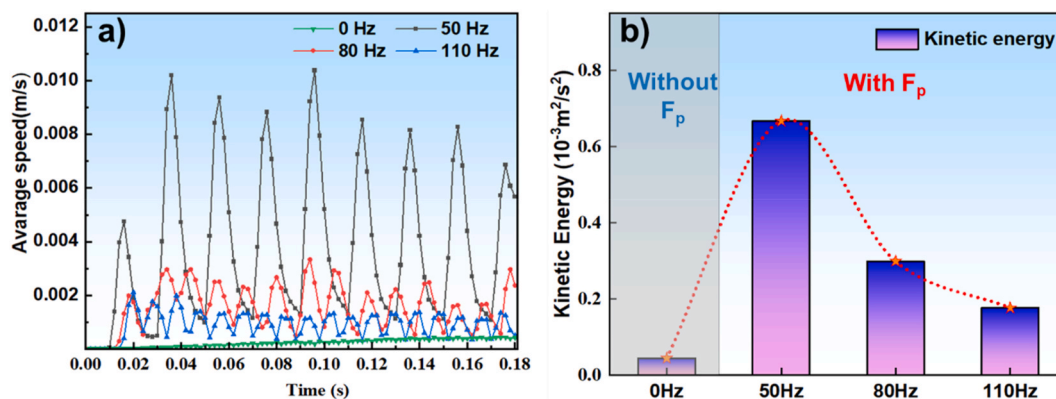 a)
0 Hz 50 Hz
80 Hz 110 Hz
Avarage speed(m/s)
0.012
0.010
0.008
0.006
0.004
0.002
0.00 0.02 0.04 0.06 0.08 0.10 0.12 0.14 0.16 0.18
Time (s)
b)
Kinetic energy
Without
Fp
With Fp
Kinetic Energy (10-3m2/s2)
0.8
0.6
0.4
0.2
0.0
0Hz 50Hz 80Hz 110Hz